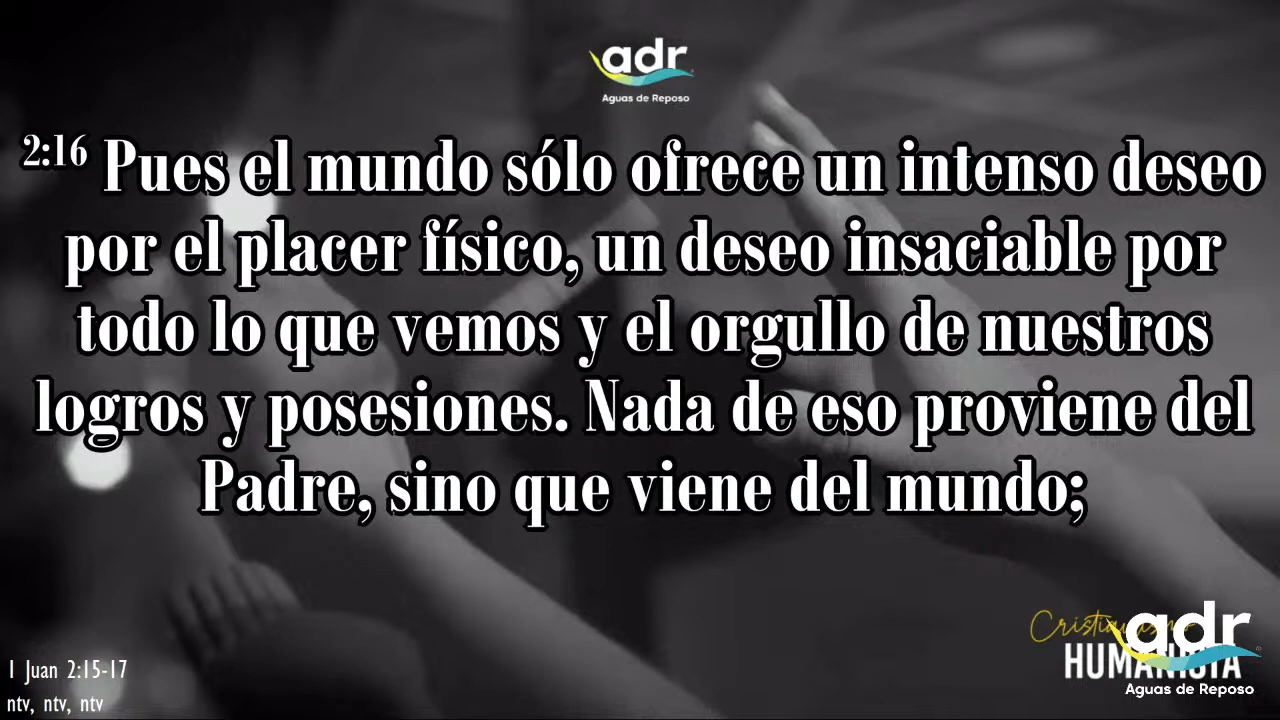 adr
Aguas de Reposo
2:16 Pues el mundo sólo ofrece un intenso deseo
por el placer físico, un deseo insaciable por
todo lo que vemos y el orgullo de nuestros
logros y posesiones. Nada de eso proviene del
Padre, sino que viene del mundo;
1 Juan 2:15-17
ntv, ntv, ntv
Cristianismo
HUMANISTA
adr
Aguas de Reposo